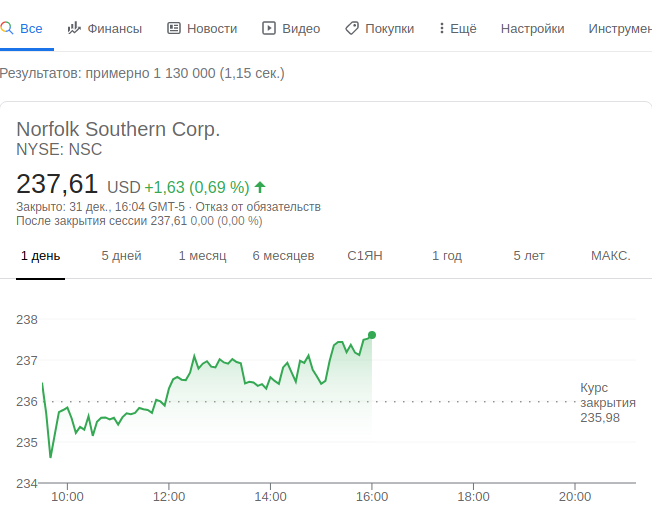 Все Финансы Новости Видео Покупки Ещё Настройки Инструмен
Результатов: примерно 1 130 000 (1,15 сек.)
Norfolk Southern Corp.
NYSE: NSC
237,61 USD +1,63 (0,69 %)
Закрыто: 31 дек., 16:04 GMT-5 · Отказ от обязательств
После закрытия сессии 237,61 0,00 (0,00 %)
1 день 5 дней 1 месяц 6 месяцев С1ЯН 1 год 5 лет МАКС.
238
237
236
235
234
Курс
закрытия
235,98
10:00 12:00 14:00 16:00 18:00 20:00